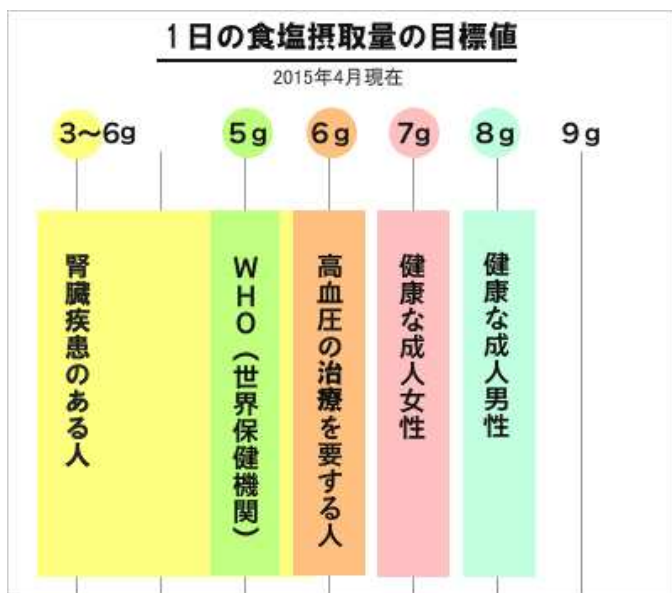 1日の食塩摂取量の目標値
2015年4月現在
3〜6g
5g
6g
7g
8g
9g
腎臓疾患のある人
WHO（世界保健機関）
高血圧の治療を要する人
健康な成人女性
健康な成人男性